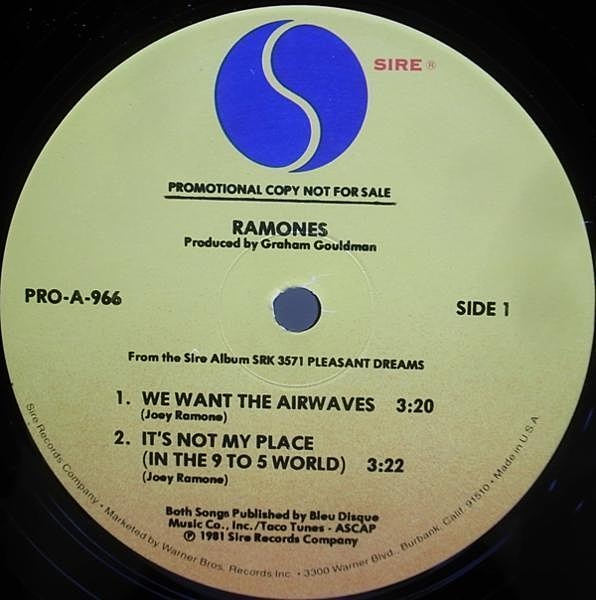 SIRE ®
PROMOTIONAL COPY NOT FOR SALE
RAMONES
Produced by Graham Gouldman
PRO-A-966
SIDE 1
From the Sire Album SRK 3571 PLEASANT DREAMS
1. WE WANT THE AIRWAVES 3:20
(Joey Ramone)
2. IT'S NOT MY PLACE
(IN THE 9 TO 5 WORLD) 3:22
(Joey Ramone)
Both Songs Published by Bleu Disque
Music Co., Inc./Taco Tunes - ASCAP
℗ 1981 Sire Records Company
Sire Records Company • Marketed by Warner Bros. Records Inc. • 3300 Warner Blvd., Burbank, Calif. 91510 • Made in U.S.A.